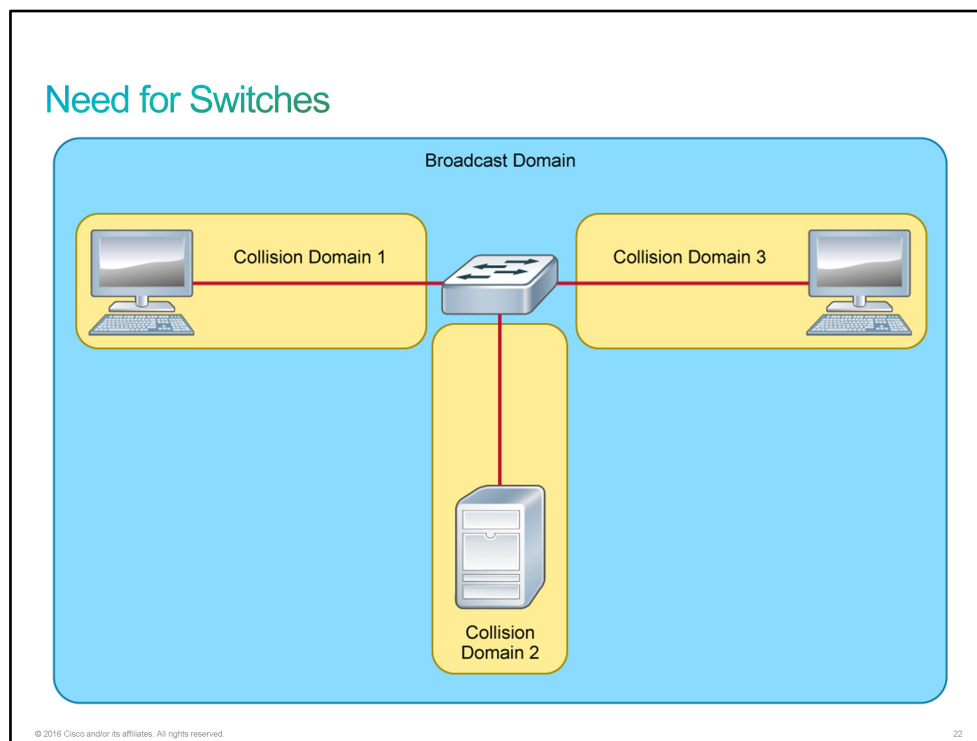 Need for Switches
Broadcast Domain
Collision Domain 1
Collision Domain 3
Collision
Domain 2
© 2016 Cisco and/or its affiliates. All rights reserved.
22